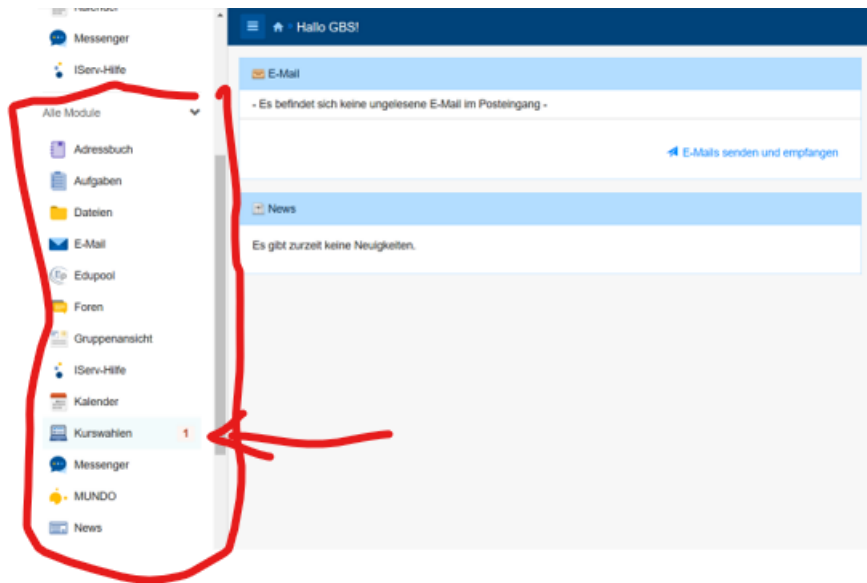 Kalender
Messenger
IServ-Hilfe
Alle Module
Adressbuch
Aufgaben
Dateien
E-Mail
Edupool
Foren
Gruppenansicht
IServ-Hilfe
Kalender
Kurswahlen 1
Messenger
MUNDO
News
Hallo GBS!
E-Mail
- Es befindet sich keine ungelesene E-Mail im Posteingang -
E-Mails senden und empfangen
News
Es gibt zurzeit keine Neuigkeiten.